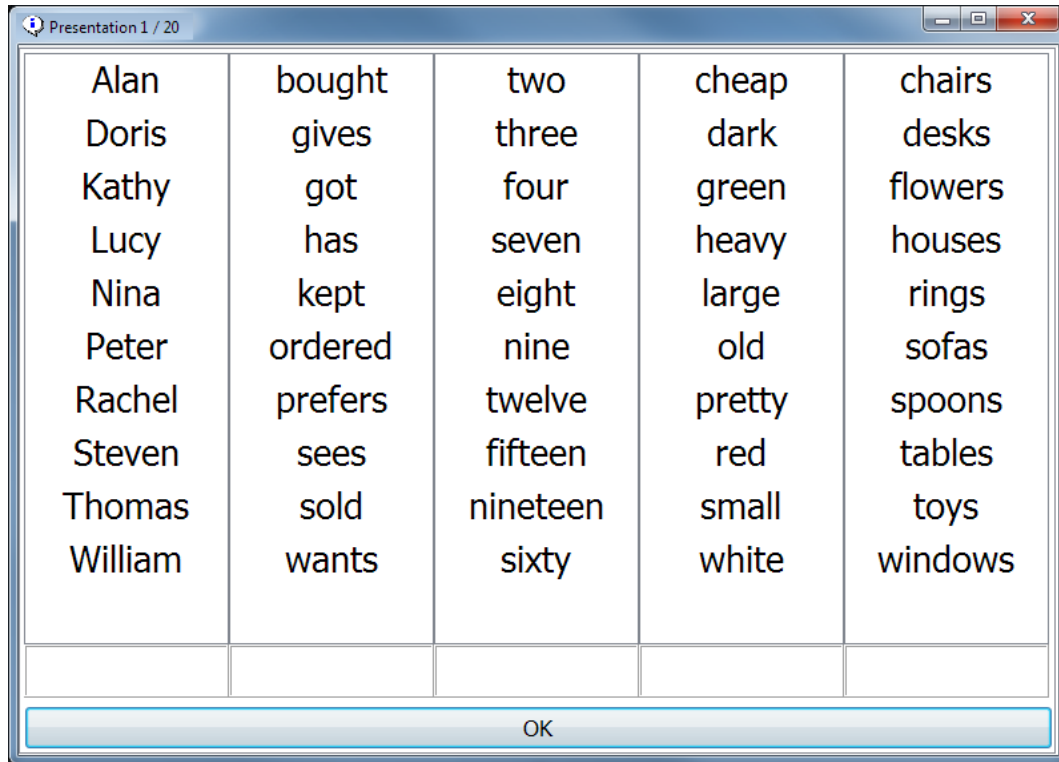 Presentation 1 / 20
Alan bought two cheap chairs
Doris gives three dark desks
Kathy got four green flowers
Lucy has seven heavy houses
Nina kept eight large rings
Peter ordered nine old sofas
Rachel prefers twelve pretty spoons
Steven sees fifteen red tables
Thomas sold nineteen small toys
William wants sixty white windows
OK